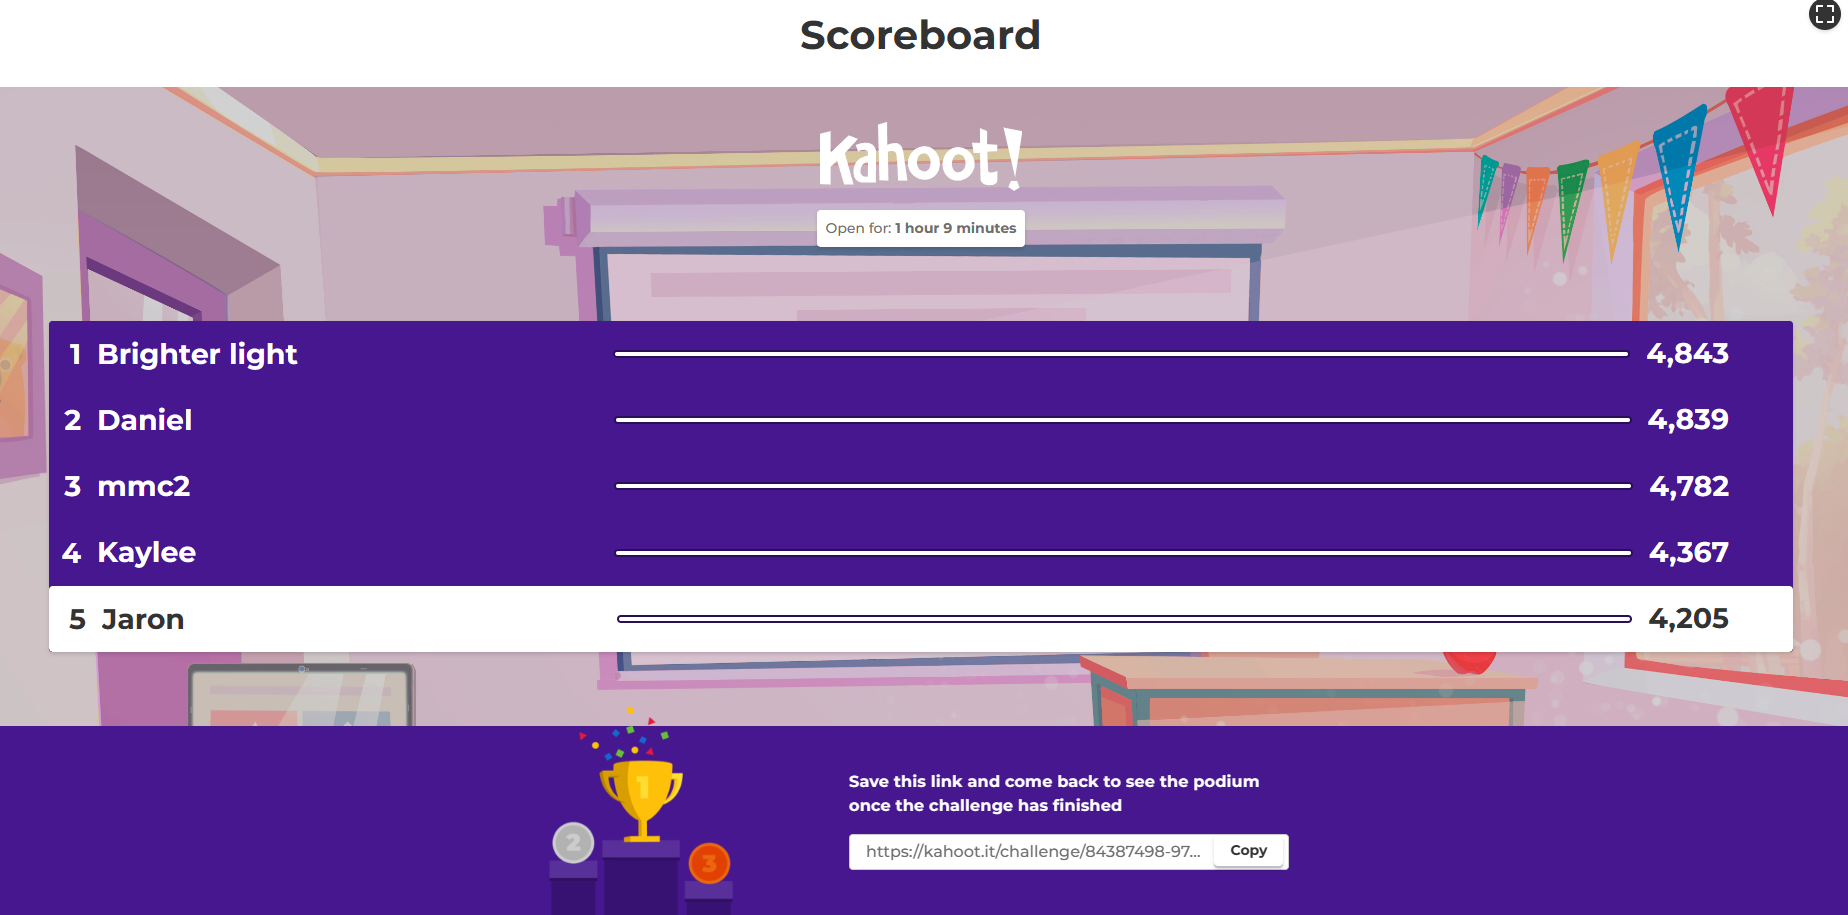 Scoreboard
Kahoot!
Open for: 1 hour 9 minutes
1 Brighter light 4,843
2 Daniel 4,839
3 mmc2 4,782
4 Kaylee 4,367
5 Jaron 4,205
1
2
3
Save this link and come back to see the podium
once the challenge has finished
https://kahoot.it/challenge/84387498-97... Copy